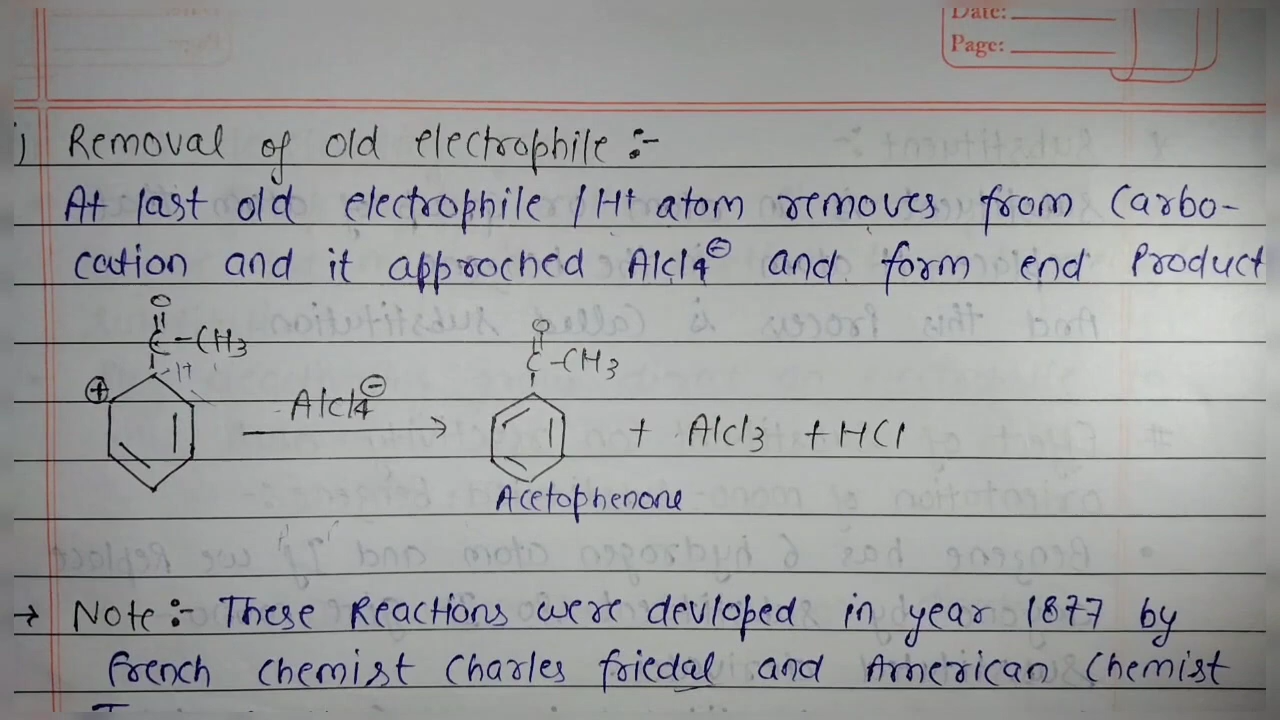 Date:
Page:
) Removal of old electrophile :-
At last old electrophile / H+ atom removes from Carbo-
cation and it approched AlCl4⊖ and form end Product
O
C-CH3
H
⊕
AlCl4⊖
O
C-CH3
+ AlCl3 + HCl
Acetophenone
→ Note :- These Reactions were devloped in year 1877 by
french chemist Charles friedal and American Chemist